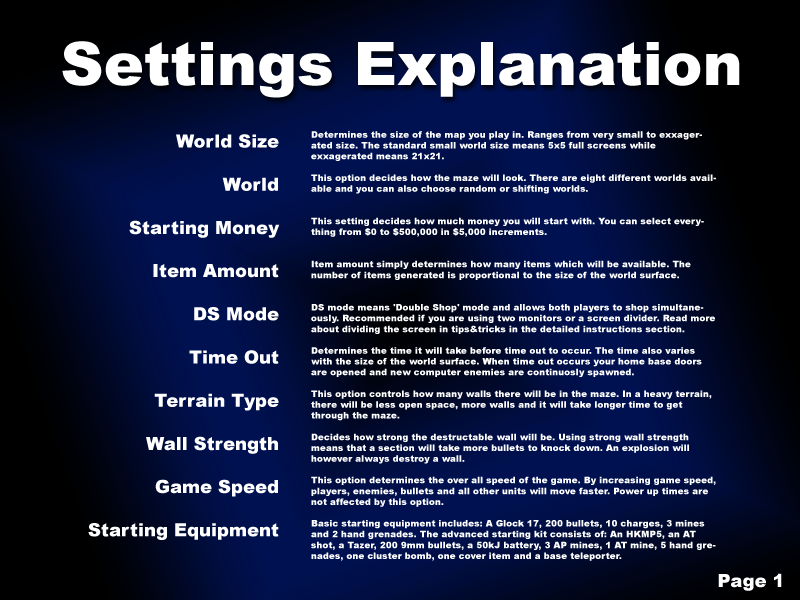 Settings Explanation
World Size
Determines the size of the map you play in. Ranges from very small to exxager-
ated size. The standard small world size means 5x5 full screens while
exxagerated means 21x21.
World
This option decides how the maze will look. There are eight different worlds avail-
able and you can also choose random or shifting worlds.
Starting Money
This setting decides how much money you will start with. You can select every-
thing from $0 to $500,000 in $5,000 increments.
Item Amount
Item amount simply determines how many items which will be available. The
number of items generated is proportional to the size of the world surface.
DS Mode
DS mode means 'Double Shop' mode and allows both players to shop simultane-
ously. Recommended if you are using two monitors or a screen divider. Read more
about dividing the screen in tips&tricks in the detailed instructions section.
Time Out
Determines the time it will take before time out to occur. The time also varies
with the size of the world surface. When time out occurs your home base doors
are opened and new computer enemies are continuosly spawned.
Terrain Type
This option controls how many walls there will be in the maze. In a heavy terrain,
there will be less open space, more walls and it will take longer time to get
through the maze.
Wall Strength
Decides how strong the destructable wall will be. Using strong wall strength
means that a section will take more bullets to knock down. An explosion will
however always destroy a wall.
Game Speed
This option determines the over all speed of the game. By increasing game speed,
players, enemies, bullets and all other units will move faster. Power up times are
not affected by this option.
Starting Equipment
Basic starting equipment includes: A Glock 17, 200 bullets, 10 charges, 3 mines
and 2 hand grenades. The advanced starting kit consists of: An HKMP5, an AT
shot, a Tazer, 200 9mm bullets, a 50kJ battery, 3 AP mines, 1 AT mine, 5 hand gre-
nades, one cluster bomb, one cover item and a base teleporter.
Page 1